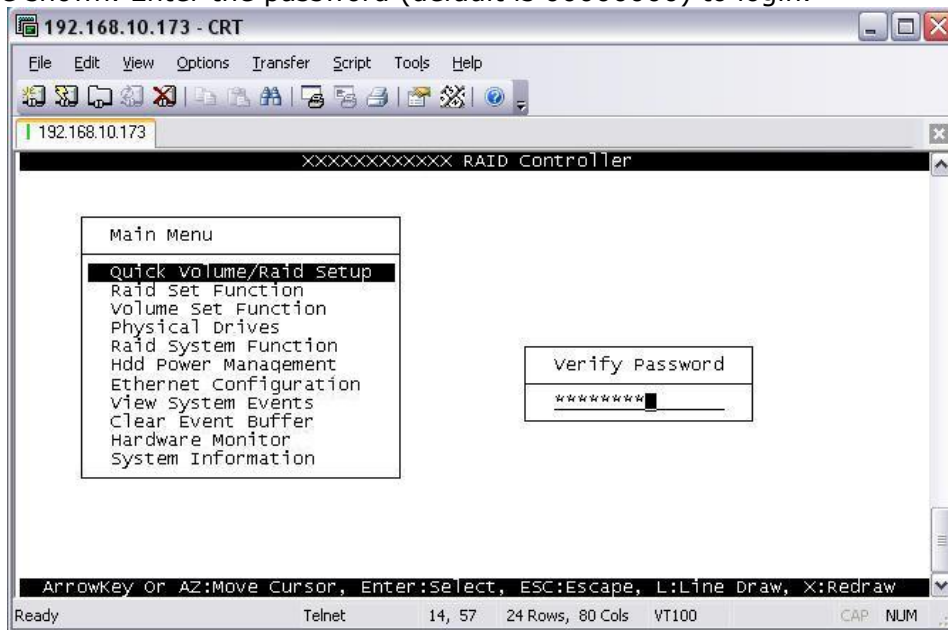 192.168.10.173 - CRT
File Edit View Options Transfer Script Tools Help
192.168.10.173
XXXXXXXXXXXX RAID Controller
Main Menu
Quick Volume/Raid Setup
Raid Set Function
Volume Set Function
Physical Drives
Raid System Function
Hdd Power Management
Ethernet Configuration
View System Events
Clear Event Buffer
Hardware Monitor
System Information
Verify Password
********
ArrowKey Or AZ:Move Cursor, Enter:Select, ESC:Escape, L:Line Draw, X:Redraw
Ready Telnet 14, 57 24 Rows, 80 Cols VT100 CAP NUM